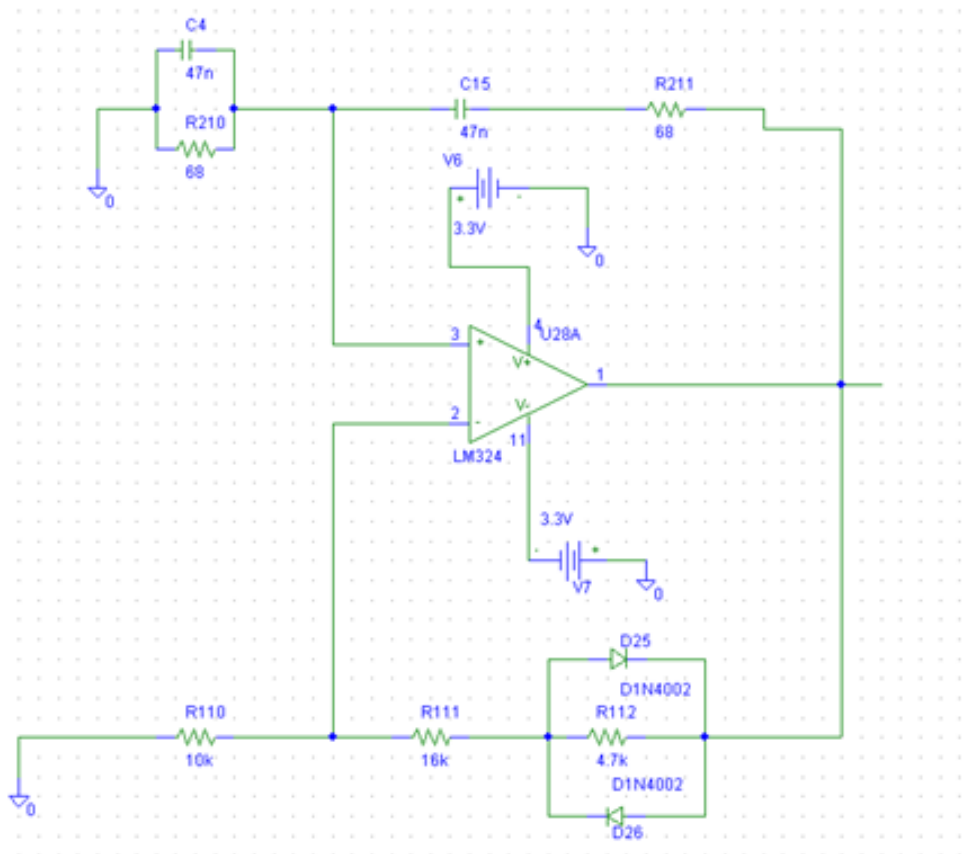 C4
47n
R210
68
0
C15
47n
R211
68
V6
+ -
3.3V
0
3
+
2
-
4
U28A
V+
V-
1
11
LM324
3.3V
- +
V7
0
D25
D1N4002
R110
10k
R111
16k
R112
4.7k
D1N4002
D26
0